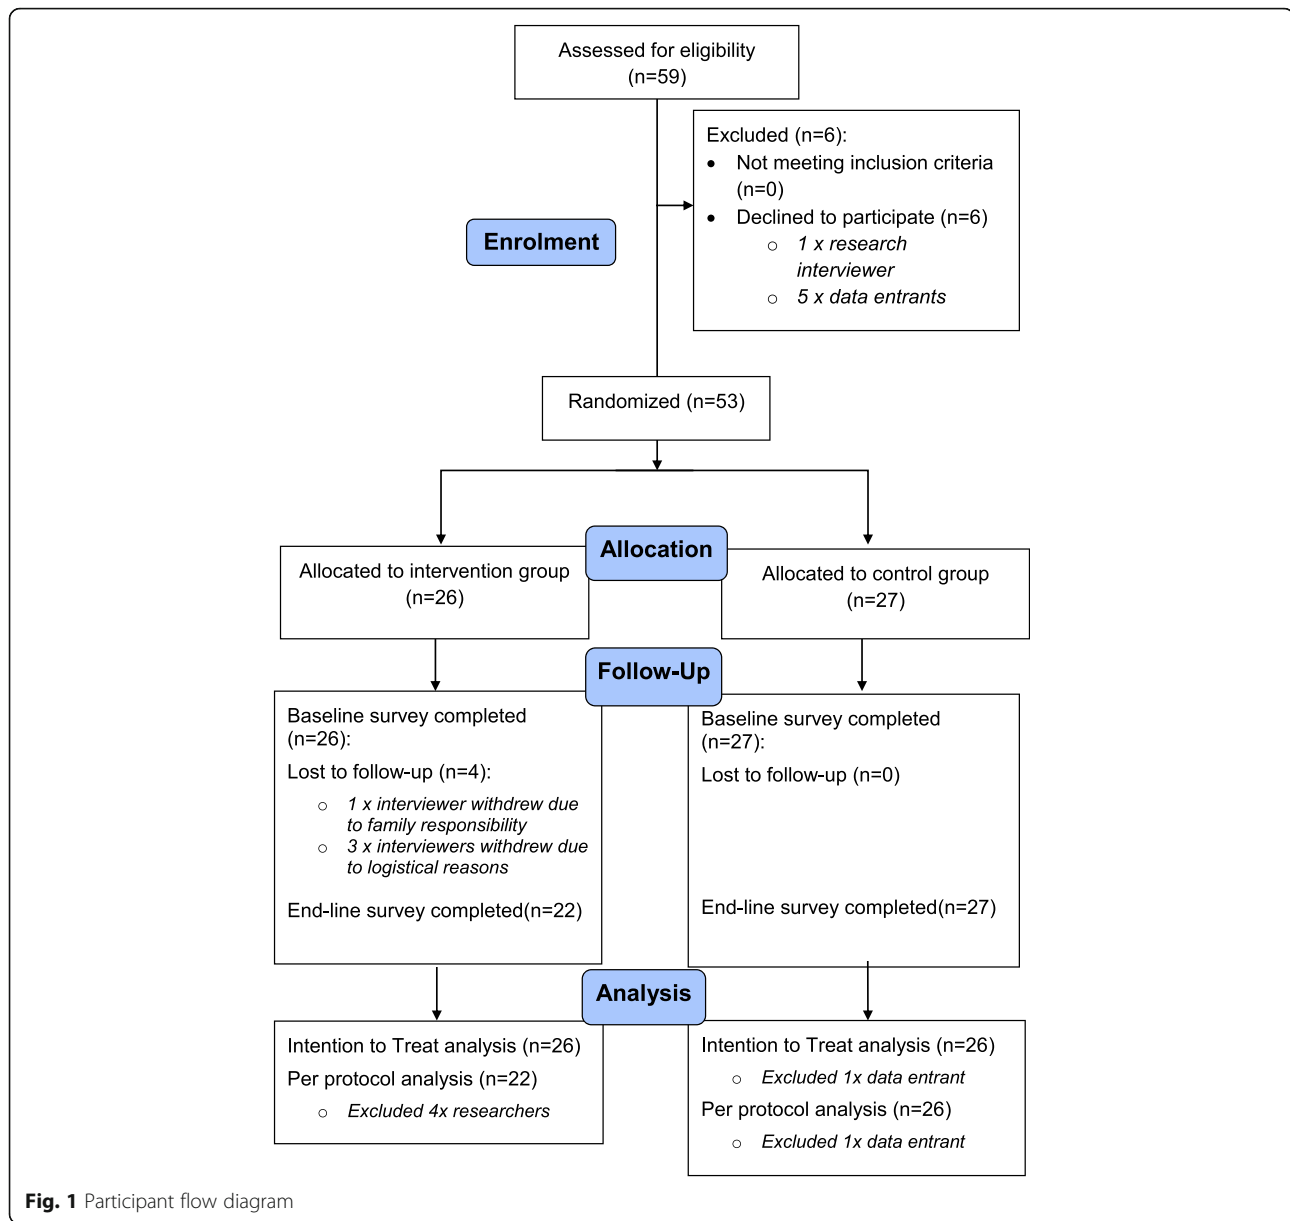 Assessed for eligibility
(n=59)
Excluded (n=6):
• Not meeting inclusion criteria
(n=0)
• Declined to participate (n=6)
o 1 x research
interviewer
o 5 x data entrants
Enrolment
Randomized (n=53)
Allocation
Allocated to intervention group
(n=26)
Allocated to control group
(n=27)
Follow-Up
Baseline survey completed
(n=26):
Lost to follow-up (n=4):
o 1 x interviewer withdrew due
to family responsibility
o 3 x interviewers withdrew due
to logistical reasons
End-line survey completed(n=22)
Baseline survey completed
(n=27):
Lost to follow-up (n=0)
End-line survey completed(n=27)
Analysis
Intention to Treat analysis (n=26)
Per protocol analysis (n=22)
o Excluded 4x researchers
Intention to Treat analysis (n=26)
o Excluded 1x data entrant
Per protocol analysis (n=26)
o Excluded 1x data entrant
Fig. 1 Participant flow diagram